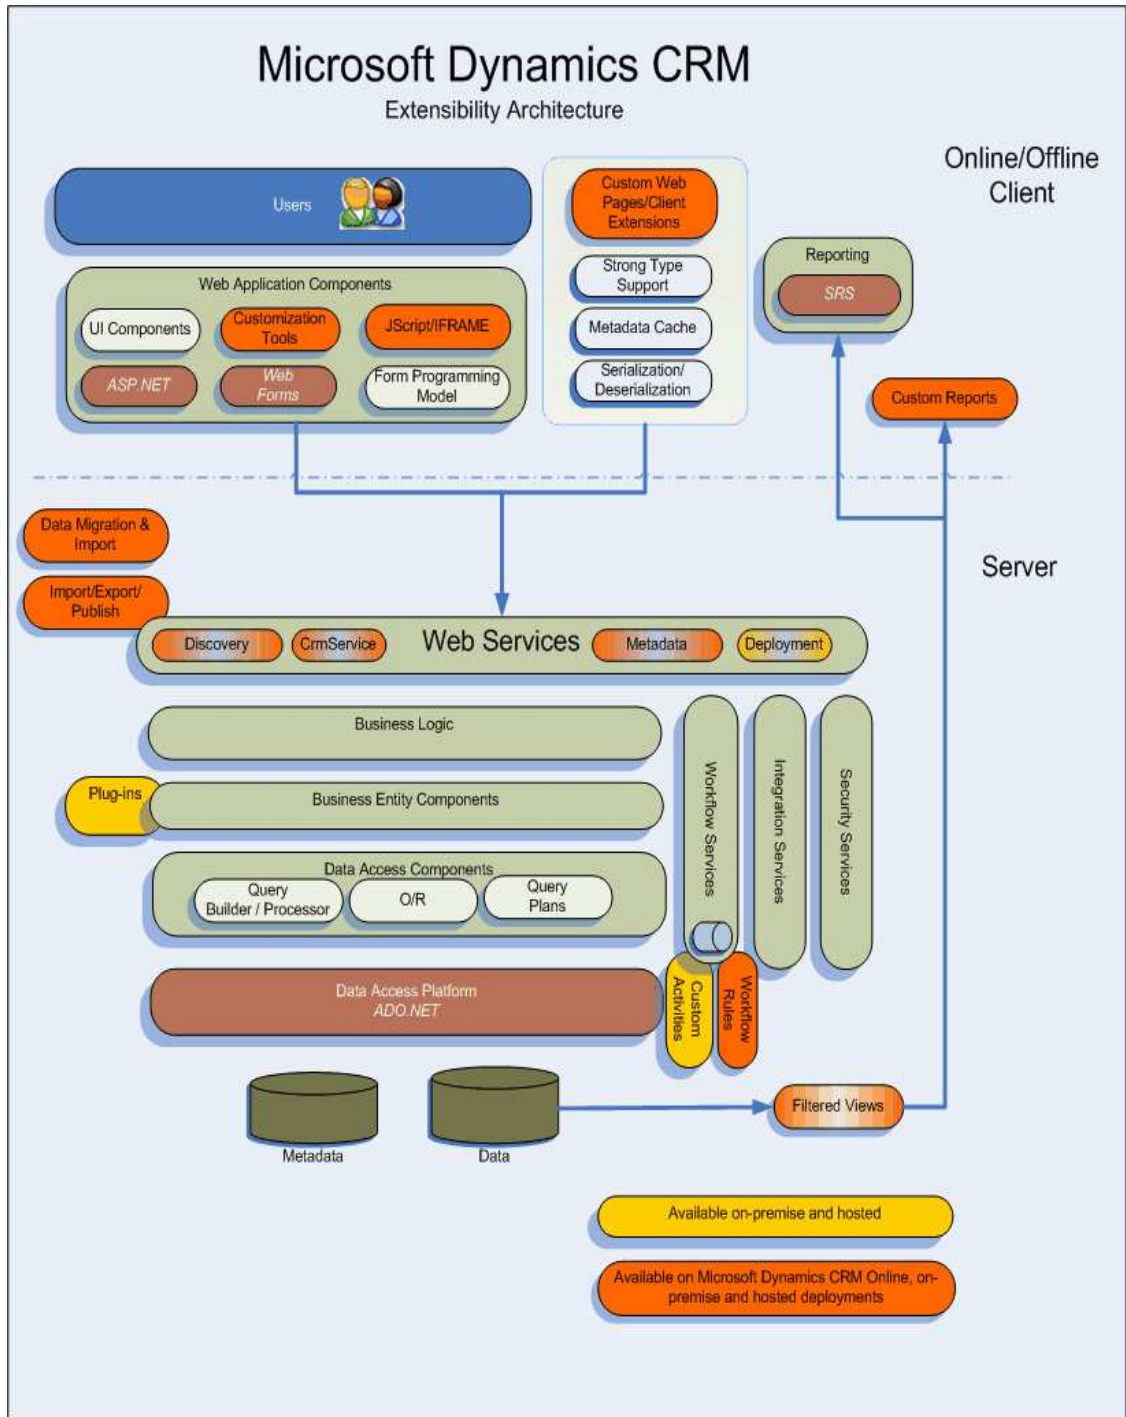 Microsoft Dynamics CRM
Extensibility Architecture
Online/Offline
Client
Users
Custom Web
Pages/Client
Extensions
Strong Type
Support
Metadata Cache
Serialization/
Deserialization
Reporting
SRS
Web Application Components
UI Components
Customization
Tools
JScript/IFRAME
ASP.NET
Web
Forms
Form Programming
Model
Custom Reports
Data Migration &
Import
Import/Export/
Publish
Server
Discovery
CrmService
Web Services
Metadata
Deployment
Business Logic
Plug-ins
Business Entity Components
Data Access Components
Query
Builder / Processor
O/R
Query
Plans
Data Access Platform
ADO.NET
Workflow Services
Integration Services
Security Services
Custom
Activities
Workflow
Rules
Metadata
Data
Filtered Views
Available on-premise and hosted
Available on Microsoft Dynamics CRM Online, on-
premise and hosted deployments